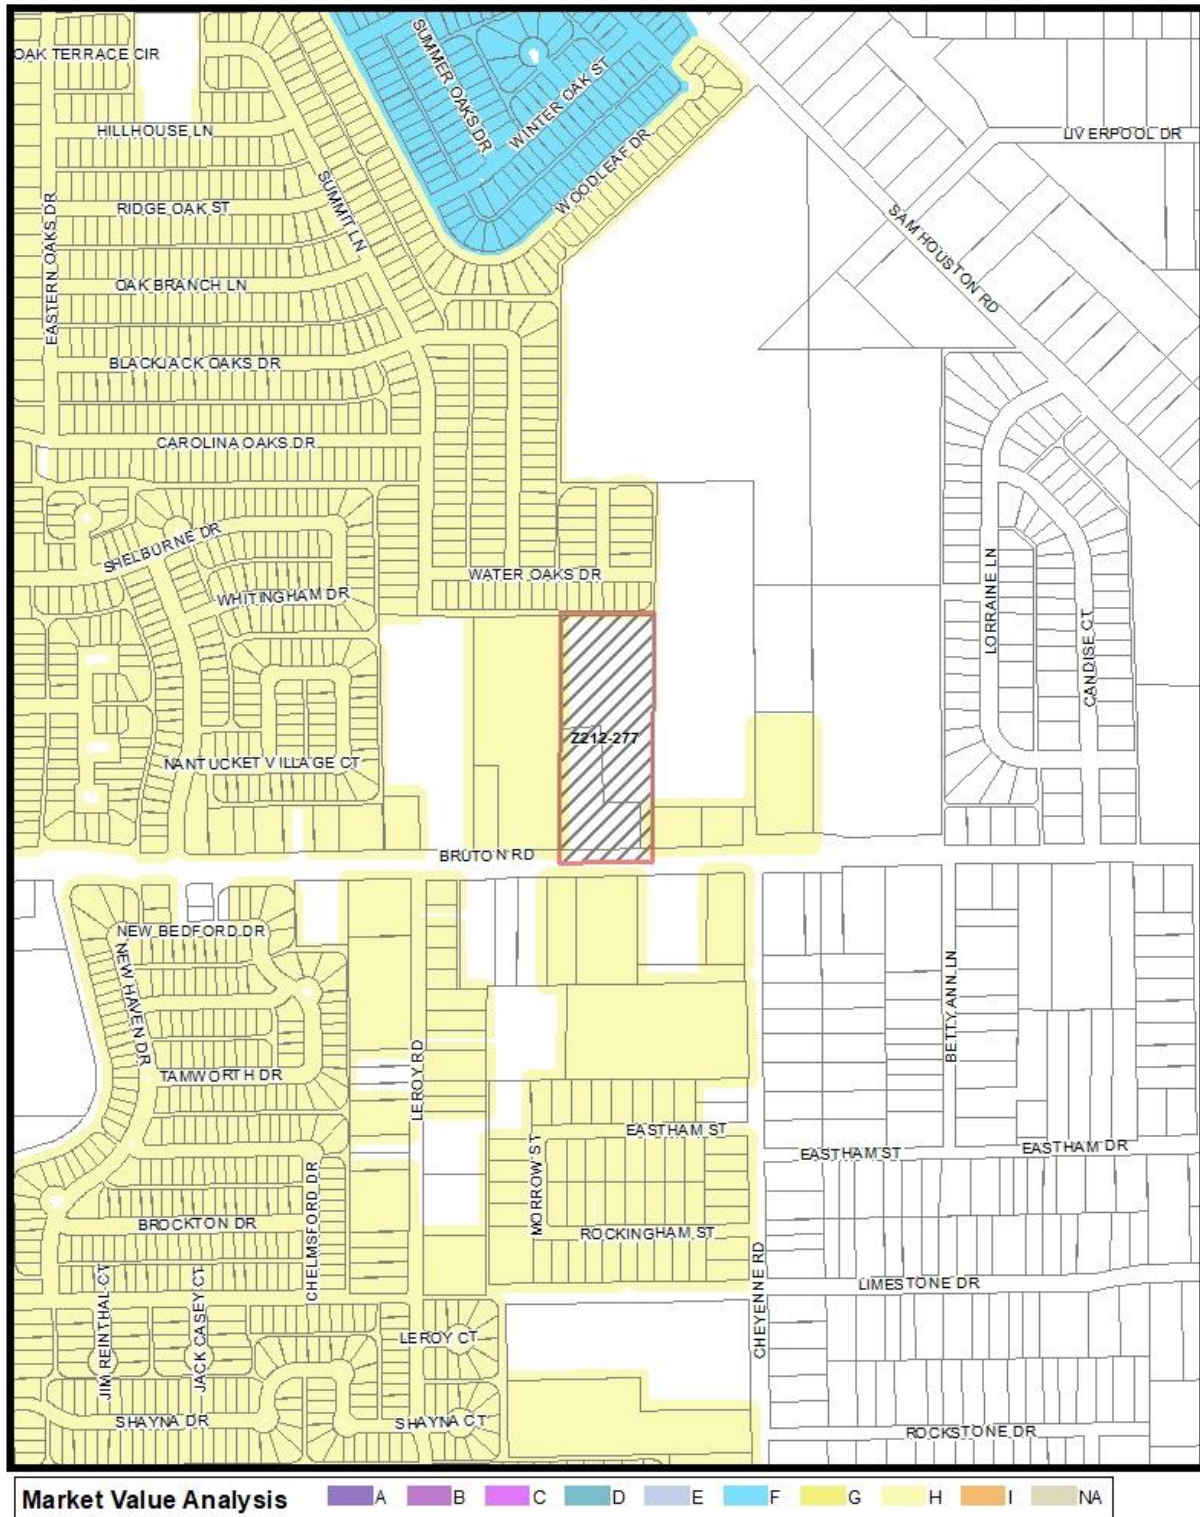 OAK TERRACE CIR
SUMMER OAKS DR
WINTER OAK ST
HILLHOUSE LN
LIVERPOOL DR
WOODLEAF DR
SUMMIT LN
RIDGE OAK ST
SAM HOUSTON RD
EASTERN OAKS DR
OAK BRANCH LN
BLACKJACK OAKS DR
CAROLINA OAKS DR
SHELBURNE DR
WATER OAKS DR
WHITINGHAM DR
LORRAINE LN
CANDISE CT
Z212-277
NANTUCKET VILLAGE CT
BRUTON RD
NEW BEDFORD DR
NEW HAVEN DR
BETTY ANN LN
TAMWORTH DR
LEROY RD
EASTHAM ST
EASTHAM ST
EASTHAM DR
MORROW ST
CHELMSFORD DR
BROCKTON DR
ROCKINGHAM ST
CHEYENNE RD
LIMESTONE DR
JIM REINTHAL CT
JACK CASEY CT
LEROY CT
SHAYNA DR
SHAYNA CT
ROCKSTONE DR
Market Value Analysis A B C D E F G H I NA